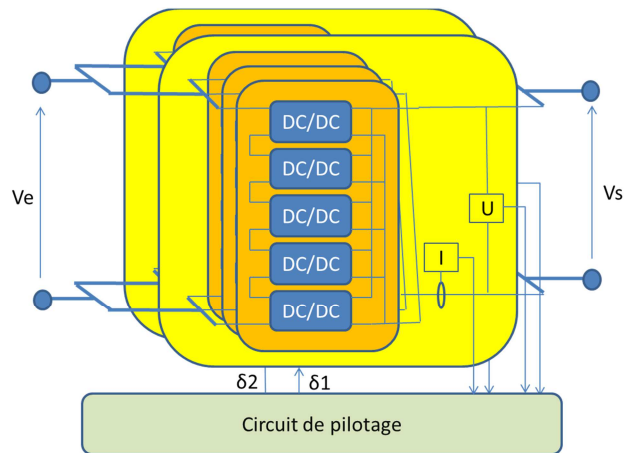 DC/DC
DC/DC
DC/DC
DC/DC
DC/DC
Ve
Vs
U
I
δ2
δ1
Circuit de pilotage